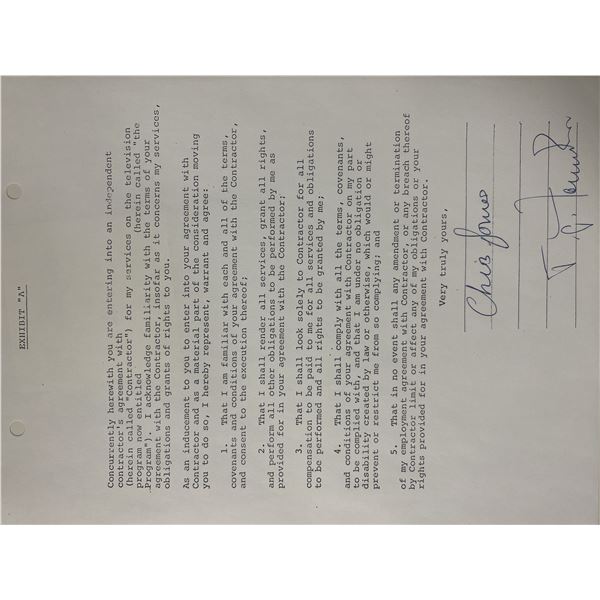 EXHIBIT "A"
Concurrently herewith you are entering into an independent
contractor's agreement with
(herein called "Contractor") for my services on the television
program now entitled (herein called "the
Program"). I acknowledge familiarity with the terms of your
agreement with the Contractor, insofar as it concerns my services,
obligations and grants of rights to you.
As an inducement to you to enter into your agreement with
Contractor and as a material part of the consideration moving
you to do so, I hereby represent, warrant and agree:
1. That I am familiar with each and all of the terms,
covenants and conditions of your agreement with the Contractor,
and consent to the execution thereof;
2. That I shall render all services, grant all rights,
and perform all other obligations to be performed by me as
provided for in your agreement with the Contractor;
3. That I shall look solely to Contractor for all
compensation to be paid to me for all services and obligations
to be performed and all rights to be granted by me;
4. That I shall comply with all the terms, covenants,
and conditions of your agreement with Contractor on my part
to be complied with, and that I am under no obligation or
disability created by law or otherwise, which would or might
prevent or restrict me from so complying; and
5. That in no event shall any amendment or termination
of my employment agreement with Contractor, or any breach thereof
by Contractor limit or affect any of my obligations or your
rights provided for in your agreement with Contractor.
Very truly yours,
Chris Jones